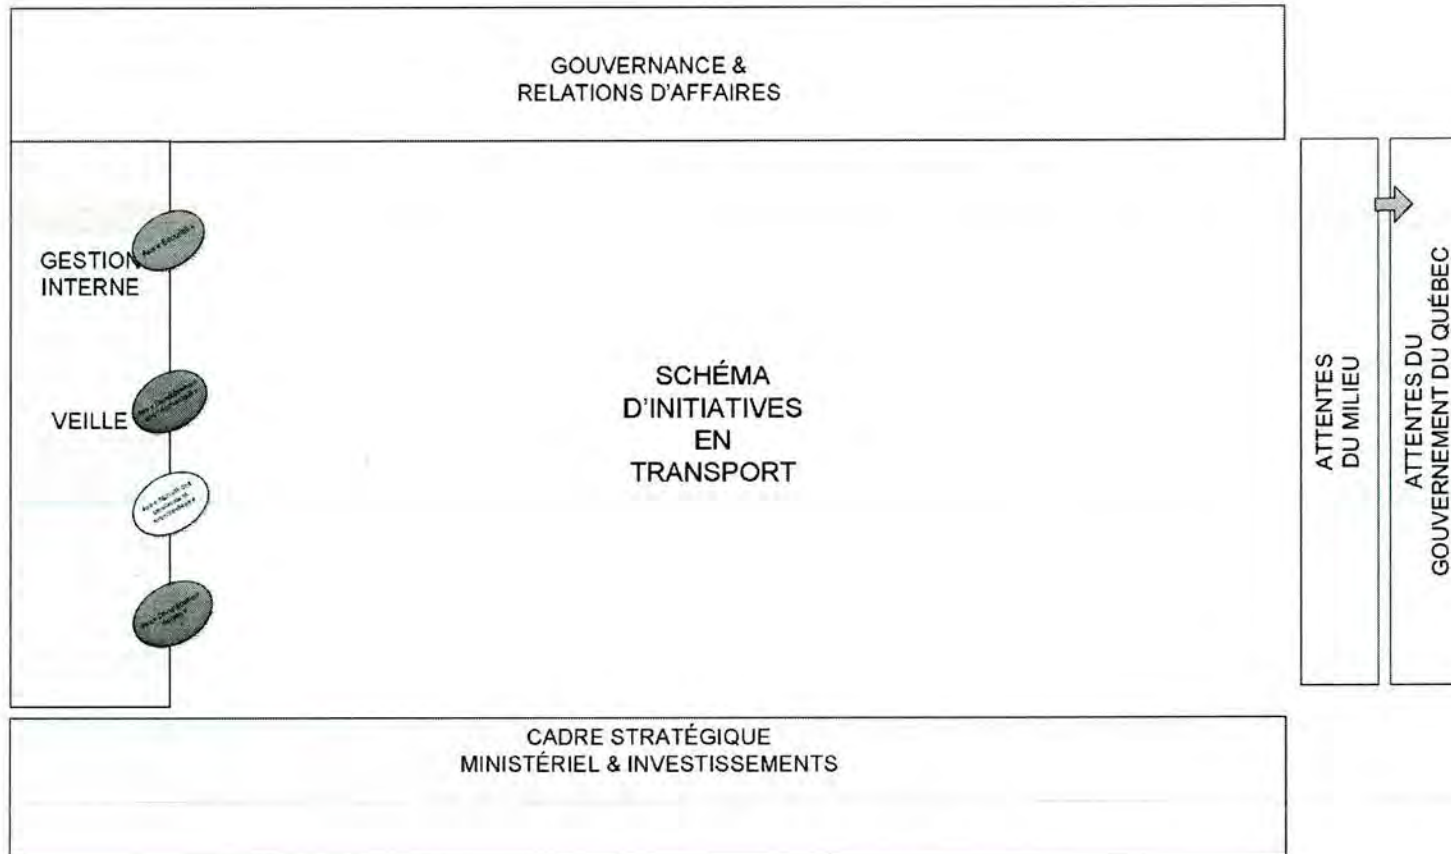 GOUVERNANCE &
RELATIONS D'AFFAIRES
GESTION
INTERNE
VEILLE
SCHÉMA
D'INITIATIVES
EN
TRANSPORT
ATTENTES
DU MILIEU
ATTENTES DU
GOUVERNEMENT DU QUÉBEC
CADRE STRATÉGIQUE
MINISTÉRIEL & INVESTISSEMENTS